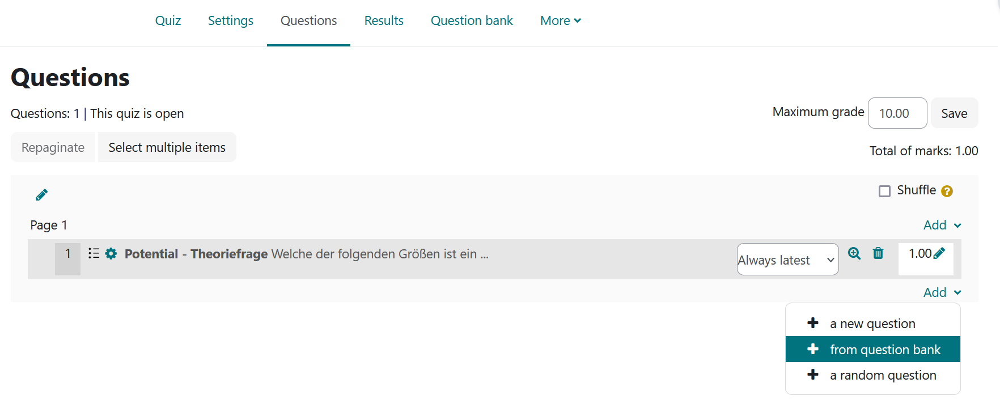 Quiz Settings Questions Results Question bank More
Questions
Questions: 1 | This quiz is open
Maximum grade 10.00 Save
Repaginate Select multiple items
Total of marks: 1.00
Shuffle ?
Page 1
Add
1 Potential - Theoriefrage Welche der folgenden Größen ist ein ... Always latest 1.00
Add
a new question
from question bank
a random question